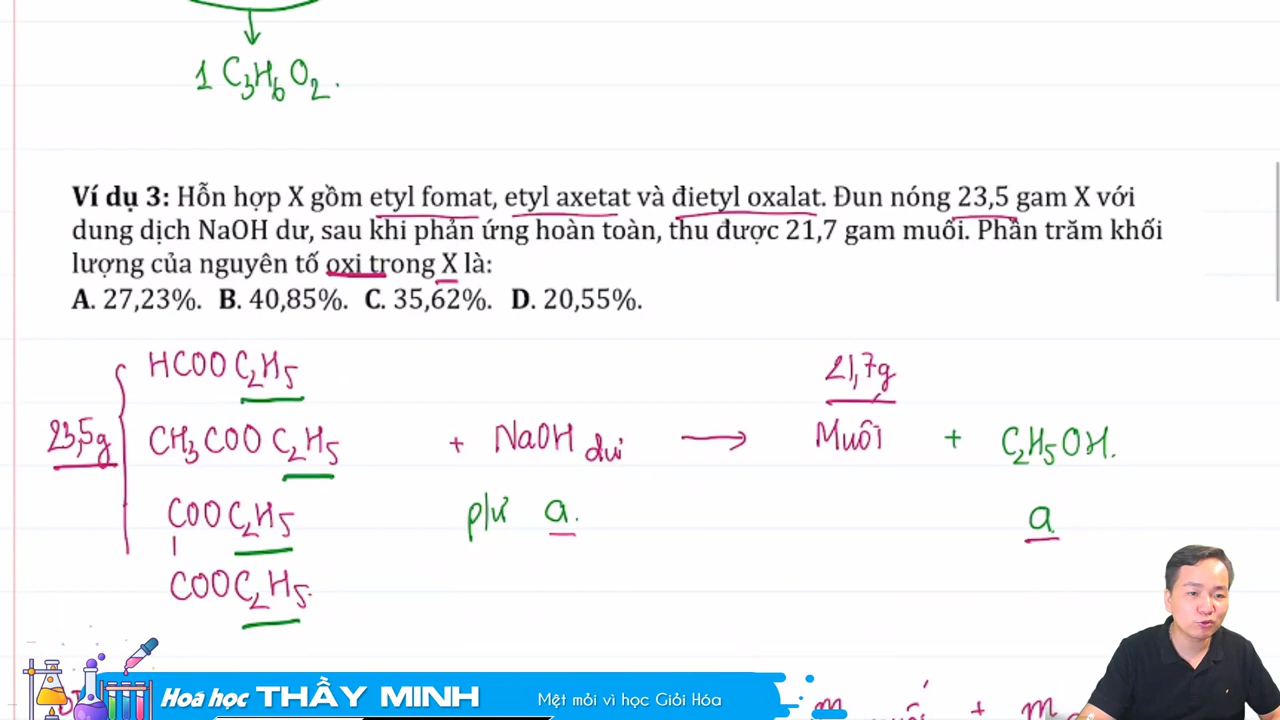 1 C3H6O2.
Ví dụ 3: Hỗn hợp X gồm etyl fomat, etyl axetat và đietyl oxalat. Đun nóng 23,5 gam X với
dung dịch NaOH dư, sau khi phản ứng hoàn toàn, thu được 21,7 gam muối. Phần trăm khối
lượng của nguyên tố oxi trong X là:
A. 27,23%. B. 40,85%. C. 35,62%. D. 20,55%.
HCOOC2H5 21,7g
23,5g CH3COOC2H5 + NaOH dư → Muối + C2H5OH.
COOC2H5 p/ư a. a
COOC2H5.
Hoá học THẦY MINH Mệt mỏi vì học Giỏi Hóa
m + m